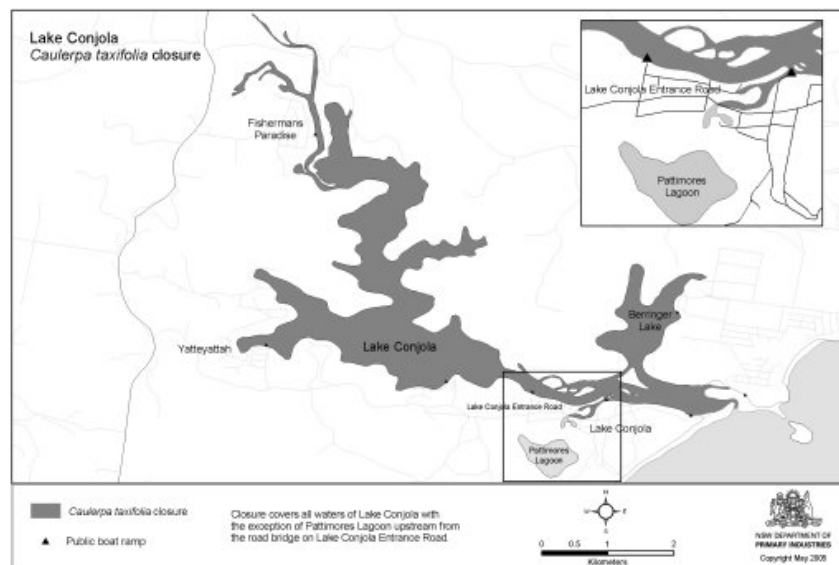 Lake Conjola
Caulerpa taxifolia closure
Lake Conjola Entrance Road
Pattimores
Lagoon
Fishermans
Paradise
Berringer
Lake
Yatteyattah
Lake Conjola
Lake Conjola Entrance Road
Lake Conjola
Pattimores
Lagoon
Caulerpa taxifolia closure
Public boat ramp
Closure covers all waters of Lake Conjola with
the exception of Pattimores Lagoon upstream from
the road bridge on Lake Conjola Entrance Road.
N
W E
S
1 0.5 0 1 2
Kilometers
NSW DEPARTMENT OF
PRIMARY INDUSTRIES
Copyright May 2005